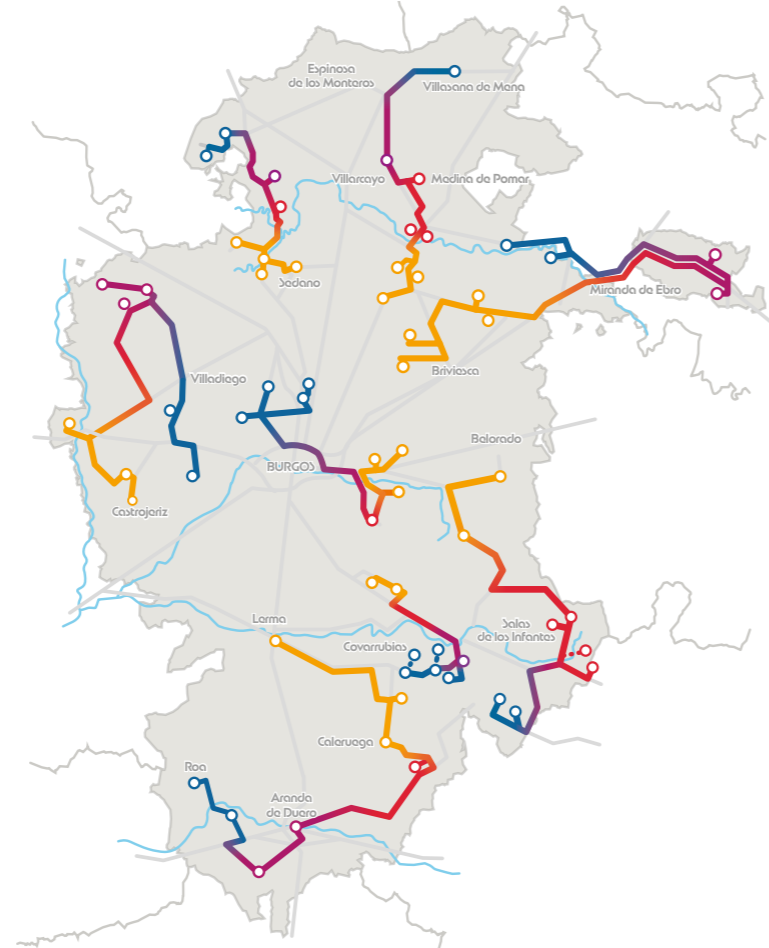 Espinosa
de los Monteros
Villasana de Mena
Villarcayo
Medina de Pomar
Sedano
Miranda de Ebro
Briviesca
Villadiego
Belorado
BURGOS
Castrojeriz
Lerma
Salas
de los Infantes
Covarrubias
Caleruega
Roa
Aranda
de Duero